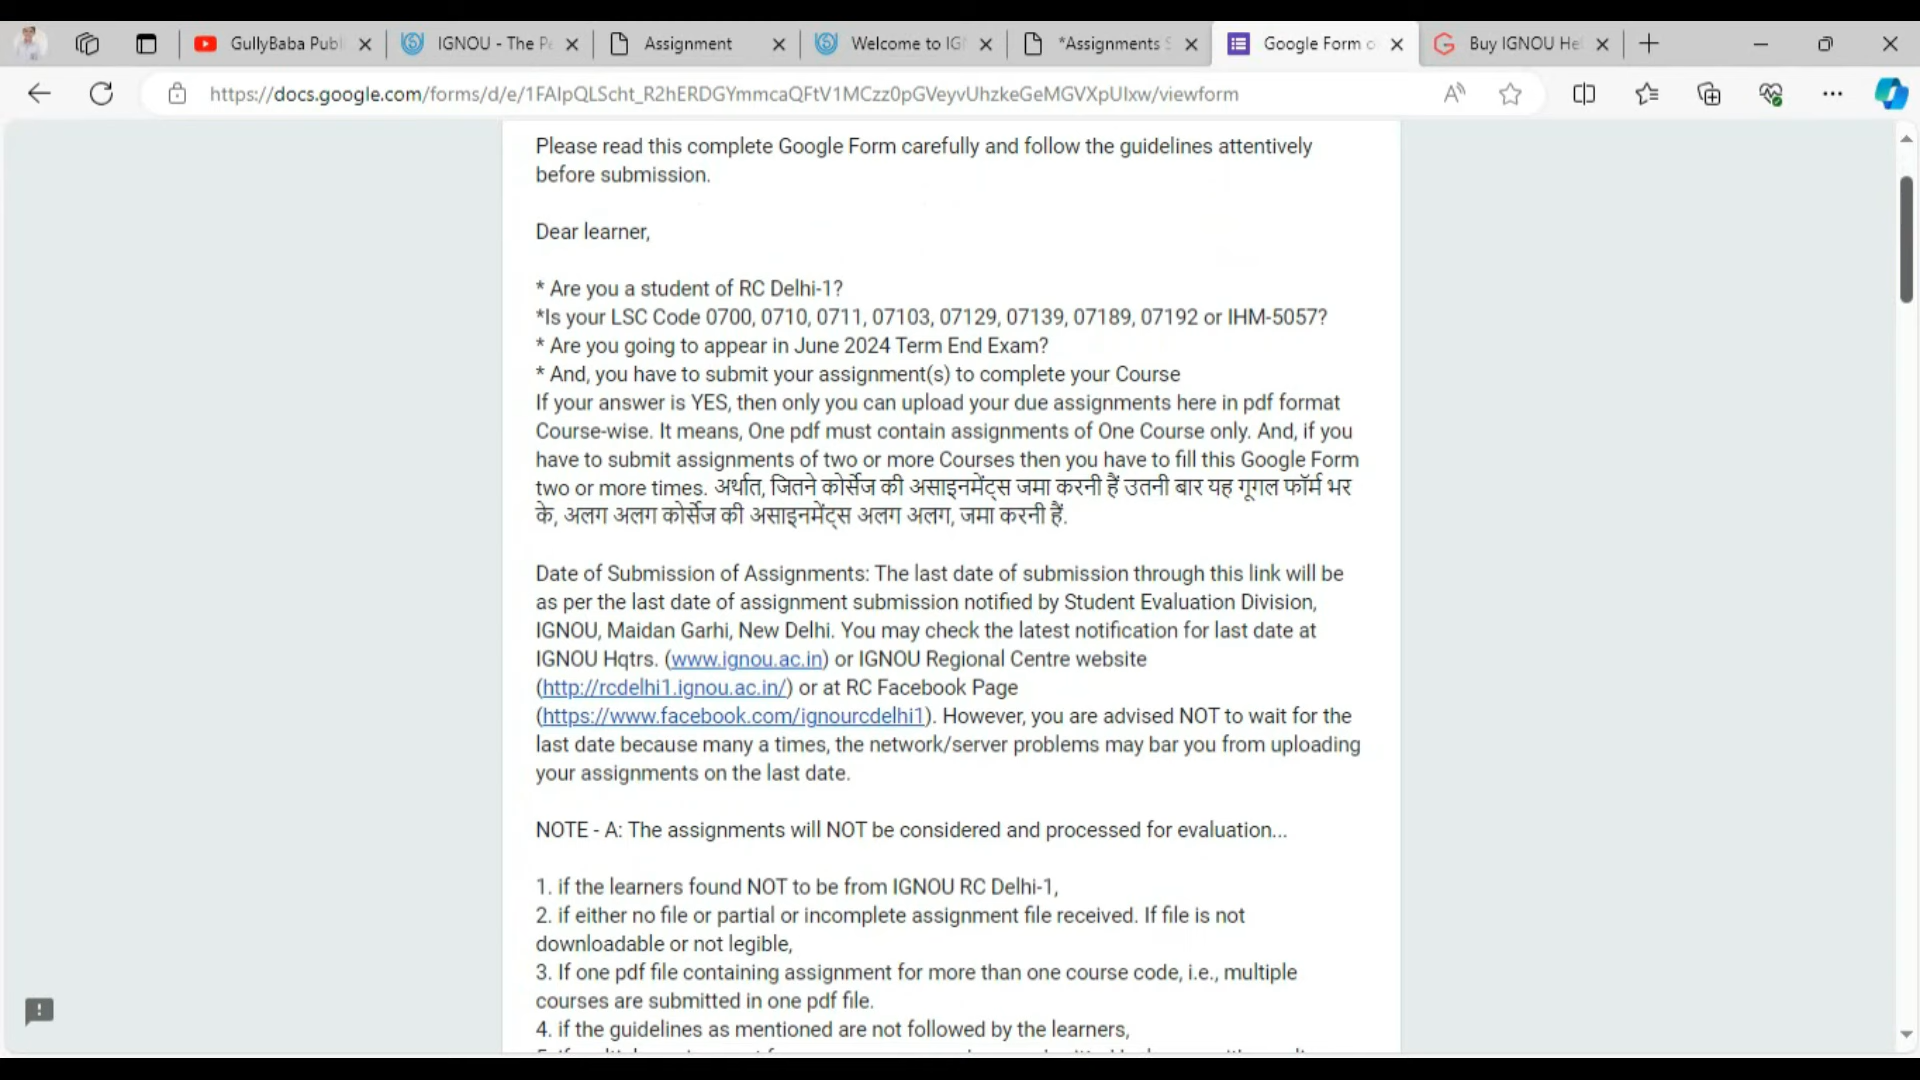 GullyBaba Publ
IGNOU - The Pe
Assignment
Welcome to IG
*Assignments S
Google Form o
Buy IGNOU He
https://docs.google.com/forms/d/e/1FAIpQLScht_R2hERDGYmmcaQFtV1MCzz0pGVeyvUhzkeGeMGVXpUIxw/viewform
Please read this complete Google Form carefully and follow the guidelines attentively
before submission.
Dear learner,
* Are you a student of RC Delhi-1?
*Is your LSC Code 0700, 0710, 0711, 07103, 07129, 07139, 07189, 07192 or IHM-5057?
* Are you going to appear in June 2024 Term End Exam?
* And, you have to submit your assignment(s) to complete your Course
If your answer is YES, then only you can upload your due assignments here in pdf format
Course-wise. It means, One pdf must contain assignments of One Course only. And, if you
have to submit assignments of two or more Courses then you have to fill this Google Form
two or more times. अर्थात, जितने कोर्सेज की असाइनमेंट्स जमा करनी हैं उतनी बार यह गूगल फॉर्म भर
के, अलग अलग कोर्सेज की असाइनमेंट्स अलग अलग, जमा करनी हैं.
Date of Submission of Assignments: The last date of submission through this link will be
as per the last date of assignment submission notified by Student Evaluation Division,
IGNOU, Maidan Garhi, New Delhi. You may check the latest notification for last date at
IGNOU Hqtrs. (www.ignou.ac.in) or IGNOU Regional Centre website
(http://rcdelhi1.ignou.ac.in/) or at RC Facebook Page
(https://www.facebook.com/ignourcdelhi1). However, you are advised NOT to wait for the
last date because many a times, the network/server problems may bar you from uploading
your assignments on the last date.
NOTE - A: The assignments will NOT be considered and processed for evaluation...
1. if the learners found NOT to be from IGNOU RC Delhi-1,
2. if either no file or partial or incomplete assignment file received. If file is not
downloadable or not legible,
3. If one pdf file containing assignment for more than one course code, i.e., multiple
courses are submitted in one pdf file.
4. if the guidelines as mentioned are not followed by the learners,